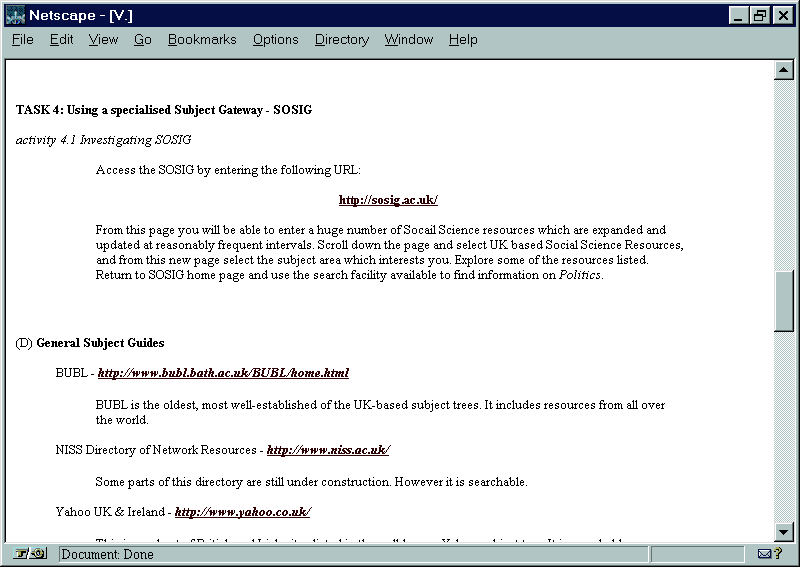 Netscape - [V.]
File Edit View Go Bookmarks Options Directory Window Help
TASK 4: Using a specialised Subject Gateway - SOSIG
activity 4.1 Investigating SOSIG
Access the SOSIG by entering the following URL:
http://sosig.ac.uk/
From this page you will be able to enter a huge number of Socail Science resources which are expanded and
updated at reasonably frequent intervals. Scroll down the page and select UK based Social Science Resources,
and from this new page select the subject area which interests you. Explore some of the resources listed.
Return to SOSIG home page and use the search facility available to find information on Politics.
(D) General Subject Guides
BUBL - http://www.bubl.bath.ac.uk/BUBL/home.html
BUBL is the oldest, most well-established of the UK-based subject trees. It includes resources from all over
the world.
NISS Directory of Network Resources - http://www.niss.ac.uk/
Some parts of this directory are still under construction. However it is searchable.
Yahoo UK & Ireland - http://www.yahoo.co.uk/
Document: Done